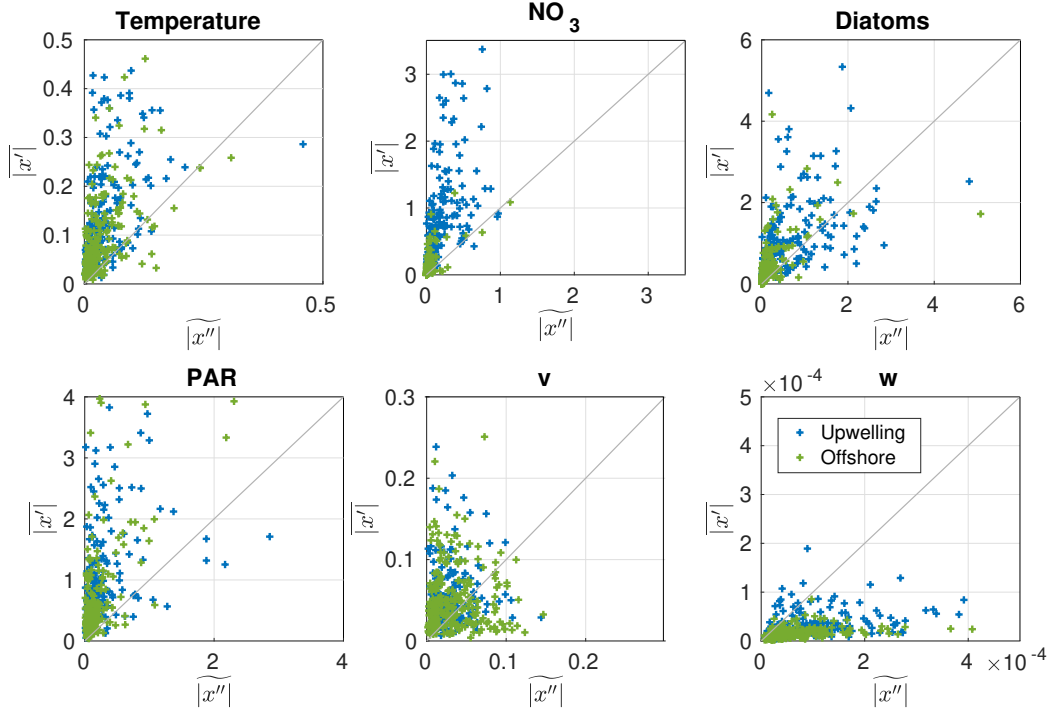 Temperature
0.5
0.4
0.3
0.2
0.1
0
0
0.5
|x′|
|x″|
NO 3
3
2
1
0
0
1
2
3
|x′|
|x″|
Diatoms
6
4
2
0
0
2
4
6
|x′|
|x″|
PAR
4
3
2
1
0
0
2
4
|x′|
|x″|
v
0.3
0.2
0.1
0
0
0.1
0.2
|x′|
|x″|
w
×10⁻⁴
5
4
3
2
1
0
0
2
4
×10⁻⁴
|x′|
|x″|
Upwelling
Offshore